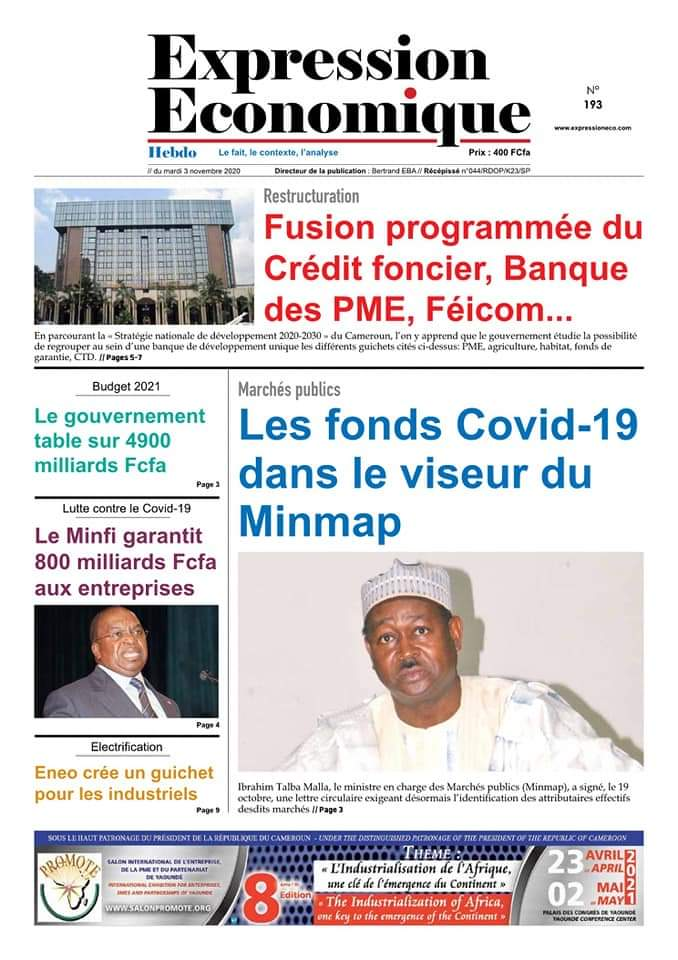 Expression
Economique
N°
193
www.expressioneco.com
Hebdo
Le fait, le contexte, l'analyse
Prix : 400 FCfa
// du mardi 3 novembre 2020
Directeur de la publication : Bertrand EBA // Récépissé n°044/RDOP/K23/SP
Restructuration
Fusion programmée du
Crédit foncier, Banque
des PME, Féicom...
En parcourant la « Stratégie nationale de développement 2020-2030 » du Cameroun, l'on y apprend que le gouvernement étudie la possibilité
de regrouper au sein d'une banque de développement unique les différents guichets cités ci-dessus: PME, agriculture, habitat, fonds de
garantie, CTD. // Pages 5-7
Budget 2021
Le gouvernement
table sur 4900
milliards Fcfa
Page 3
Lutte contre le Covid-19
Le Minfi garantit
800 milliards Fcfa
aux entreprises
Page 4
Electrification
Eneo crée un guichet
pour les industriels
Page 9
Marchés publics
Les fonds Covid-19
dans le viseur du
Minmap
Ibrahim Talba Malla, le ministre en charge des Marchés publics (Minmap), a signé, le 19
octobre, une lettre circulaire exigeant désormais l'identification des attributaires effectifs
desdits marchés // Page 3
SOUS LE HAUT PATRONAGE DU PRÉSIDENT DE LA RÉPUBLIQUE DU CAMEROUN - UNDER THE DISTINGUISHED PATRONAGE OF THE PRESIDENT OF THE REPUBLIC OF CAMEROON
PROMOTE
SALON INTERNATIONAL DE L'ENTREPRISE,
DE LA PME ET DU PARTENARIAT
DE YAOUNDÉ
INTERNATIONAL EXHIBITION FOR ENTERPRISES,
SMES AND PARTNERSHIPS OF YAOUNDE
WWW.SALONPROMOTE.ORG
8
Edition
THÈME :
« L'Industrialisation de l'Afrique,
une clé de l'émergence du Continent »
« The Industrialization of Africa,
one key to the emergence of the Continent »
23 AVRIL
APRIL
02 MAI
MAY
2021
PALAIS DES CONGRÈS DE YAOUNDÉ
YAOUNDE CONFERENCE CENTER